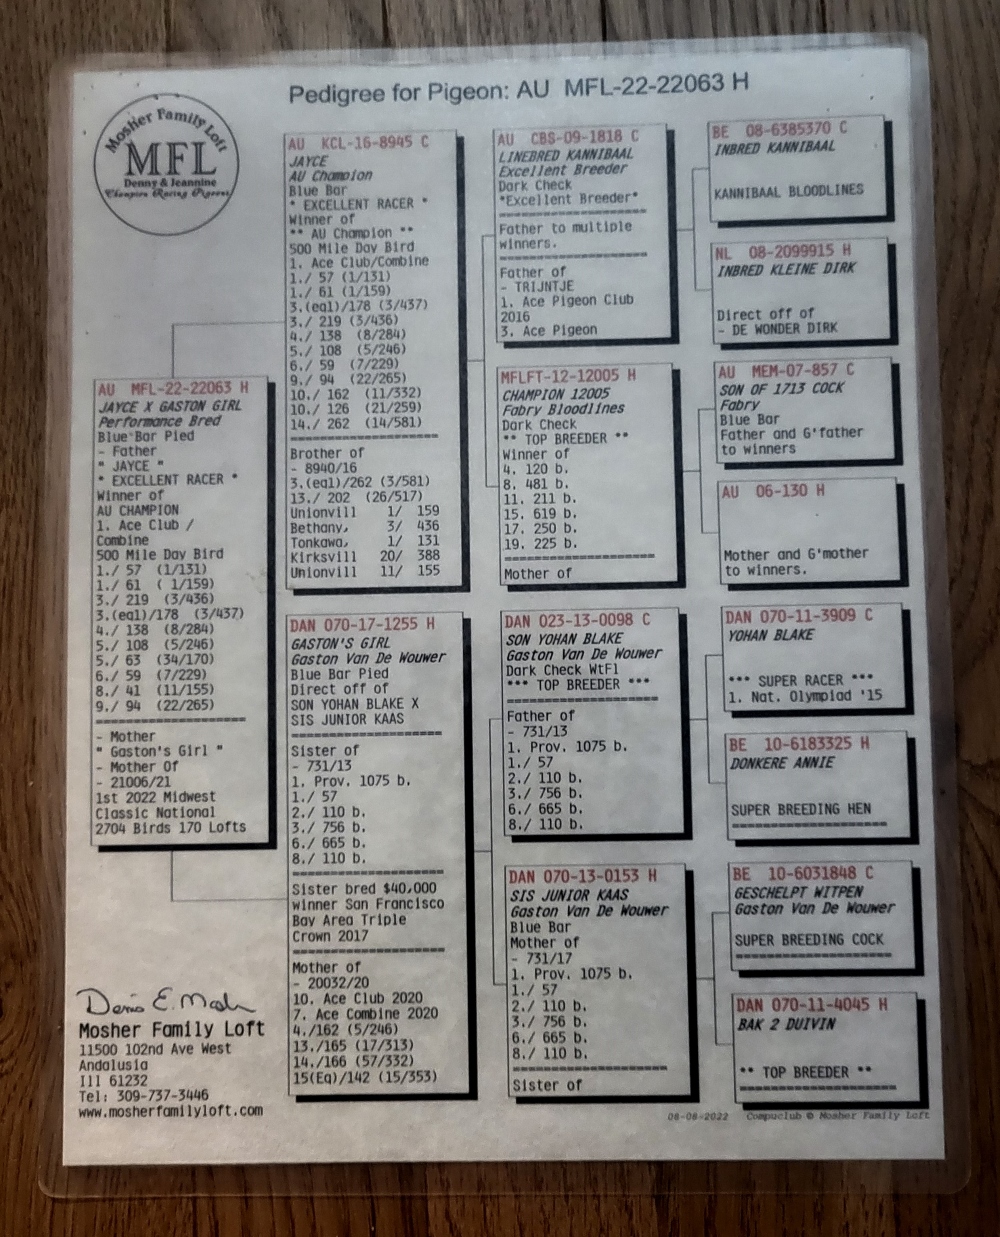 Pedigree for Pigeon: AU MFL-22-22063 H
Mosher Family Loft
MFL
Denny & Jeannine
Champion Racing Pigeons
AU MFL-22-22063 H
JAYCE X GASTON GIRL
Performance Bred
Blue Bar Pied
- Father
" JAYCE "
* EXCELLENT RACER *
Winner of
AU CHAMPION
1. Ace Club /
Combine
500 Mile Day Bird
1./ 57 (1/131)
1./ 61 ( 1/159)
3./ 219 (3/436)
3.(eql)/178 (3/437)
4./ 138 (8/284)
5./ 108 (5/246)
5./ 63 (34/170)
6./ 59 (7/229)
8./ 41 (11/155)
9./ 94 (22/265)
====================
- Mother
" Gaston's Girl "
- Mother Of
- 21006/21
1st 2022 Midwest
Classic National
2704 Birds 170 Lofts
AU KCL-16-8945 C
JAYCE
AU Champion
Blue Bar
* EXCELLENT RACER *
Winner of
** AU Champion **
500 Mile Day Bird
1. Ace Club/Combine
1./ 57 (1/131)
1./ 61 (1/159)
3.(eql)/178 (3/437)
3./ 219 (3/436)
4./ 138 (8/284)
5./ 108 (5/246)
6./ 59 (7/229)
9./ 94 (22/265)
10./ 162 (11/332)
10./ 126 (21/259)
14./ 262 (14/581)
====================
Brother of
- 8940/16
3.(eql)/262 (3/581)
13./ 202 (26/517)
Unionvill 1/ 159
Bethany, 3/ 436
Tonkawa, 1/ 131
Kirksvill 20/ 388
Unionvill 11/ 155
DAN 070-17-1255 H
GASTON'S GIRL
Gaston Van De Wouwer
Blue Bar Pied
Direct off of
SON YOHAN BLAKE X
SIS JUNIOR KAAS
====================
Sister of
- 731/13
1. Prov. 1075 b.
1./ 57
2./ 110 b.
3./ 756 b.
6./ 665 b.
8./ 110 b.
====================
Sister bred $40,000
winner San Francisco
Bay Area Triple
Crown 2017
====================
Mother of
- 20032/20
10. Ace Club 2020
7. Ace Combine 2020
4./162 (5/246)
13./165 (17/313)
14./166 (57/332)
15(Eq)/142 (15/353)
AU CBS-09-1818 C
LINEBRED KANNIBAAL
Excellent Breeder
Dark Check
*Excellent Breeder*
====================
Father to multiple
winners.
====================
Father of
- TRIJNTJE
1. Ace Pigeon Club
2016
3. Ace Pigeon
MFLFT-12-12005 H
CHAMPION 12005
Fabry Bloodlines
Dark Check
** TOP BREEDER **
Winner of
4. 120 b.
8. 481 b.
11. 211 b.
15. 619 b.
17. 250 b.
19. 225 b.
====================
Mother of
DAN 023-13-0098 C
SON YOHAN BLAKE
Gaston Van De Wouwer
Dark Check WtFl
*** TOP BREEDER ***
====================
Father of
- 731/13
1. Prov. 1075 b.
1./ 57
2./ 110 b.
3./ 756 b.
6./ 665 b.
8./ 110 b.
DAN 070-13-0153 H
SIS JUNIOR KAAS
Gaston Van De Wouwer
Blue Bar
Mother of
- 731/17
1. Prov. 1075 b.
1./ 57
2./ 110 b.
3./ 756 b.
6./ 665 b.
8./ 110 b.
====================
Sister of
BE 08-6385370 C
INBRED KANNIBAAL
KANNIBAAL BLOODLINES
NL 08-2099915 H
INBRED KLEINE DIRK
Direct off of
- DE WONDER DIRK
AU MEM-07-857 C
SON OF 1713 COCK
Fabry
Blue Bar
Father and G'father
to winners
AU 06-130 H
Mother and G'mother
to winners.
DAN 070-11-3909 C
YOHAN BLAKE
*** SUPER RACER ***
1. Nat. Olympiad '15
BE 10-6183325 H
DONKERE ANNIE
SUPER BREEDING HEN
====================
BE 10-6031848 C
GESCHELPT WITPEN
Gaston Van De Wouwer
SUPER BREEDING COCK
====================
DAN 070-11-4045 H
BAK 2 DUIVIN
** TOP BREEDER **
====================
Mosher Family Loft
11500 102nd Ave West
Andalusia
Ill 61232
Tel: 309-737-3446
www.mosherfamilyloft.com
08-08-2022 Compuclub © Mosher Family Loft